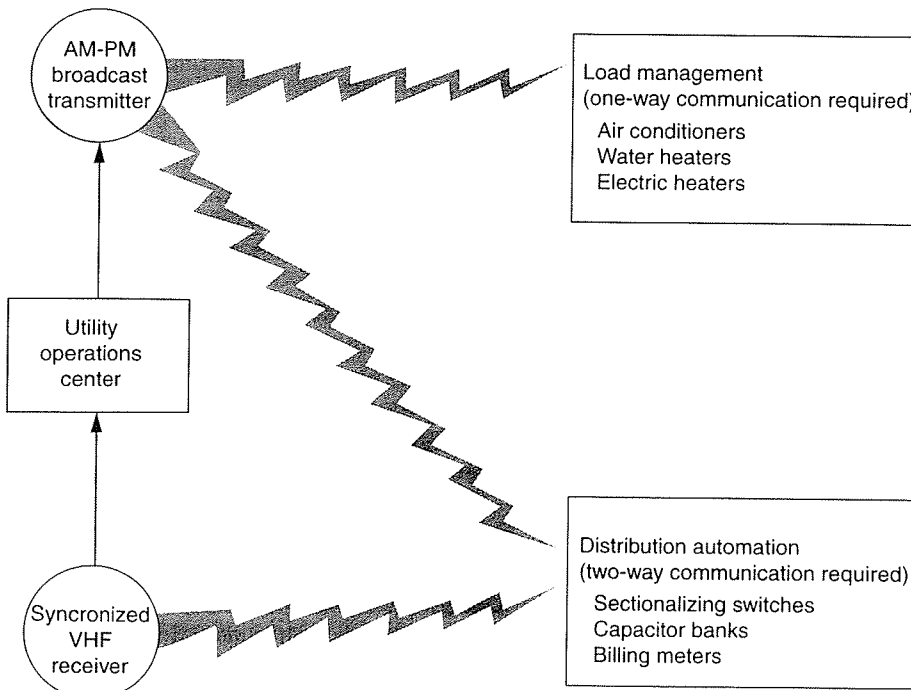 AM-PM
broadcast
transmitter
Load management
(one-way communication required)
Air conditioners
Water heaters
Electric heaters
Utility
operations
center
Distribution automation
(two-way communication required)
Sectionalizing switches
Capacitor banks
Billing meters
Syncronized
VHF
receiver